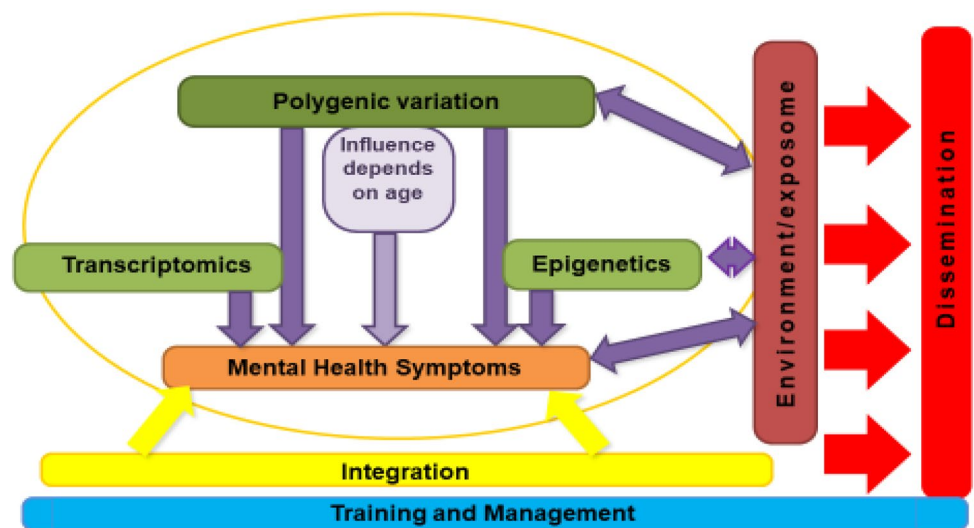 Polygenic variation
Influence
depends
on age
Transcriptomics
Epigenetics
Mental Health Symptoms
Integration
Training and Management
Environment/exposome
Dissemination